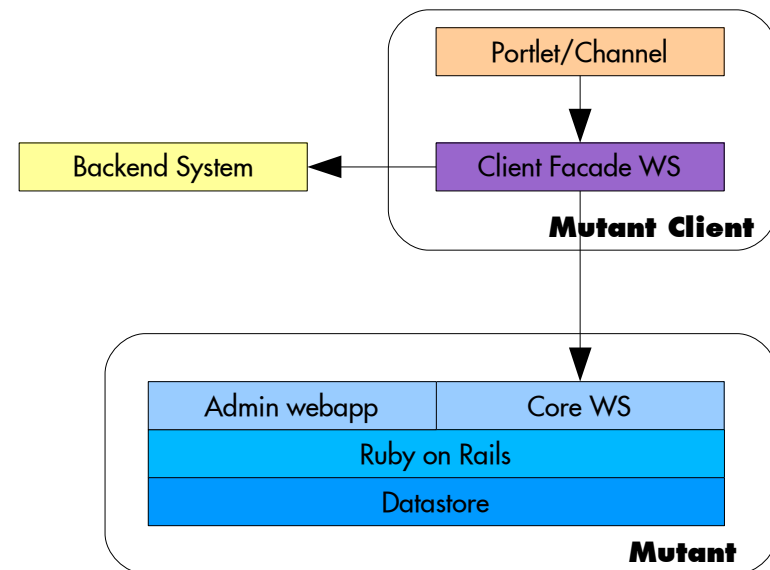 Portlet/Channel
Backend System
Client Facade WS
Mutant Client
Admin webapp
Core WS
Ruby on Rails
Datastore
Mutant